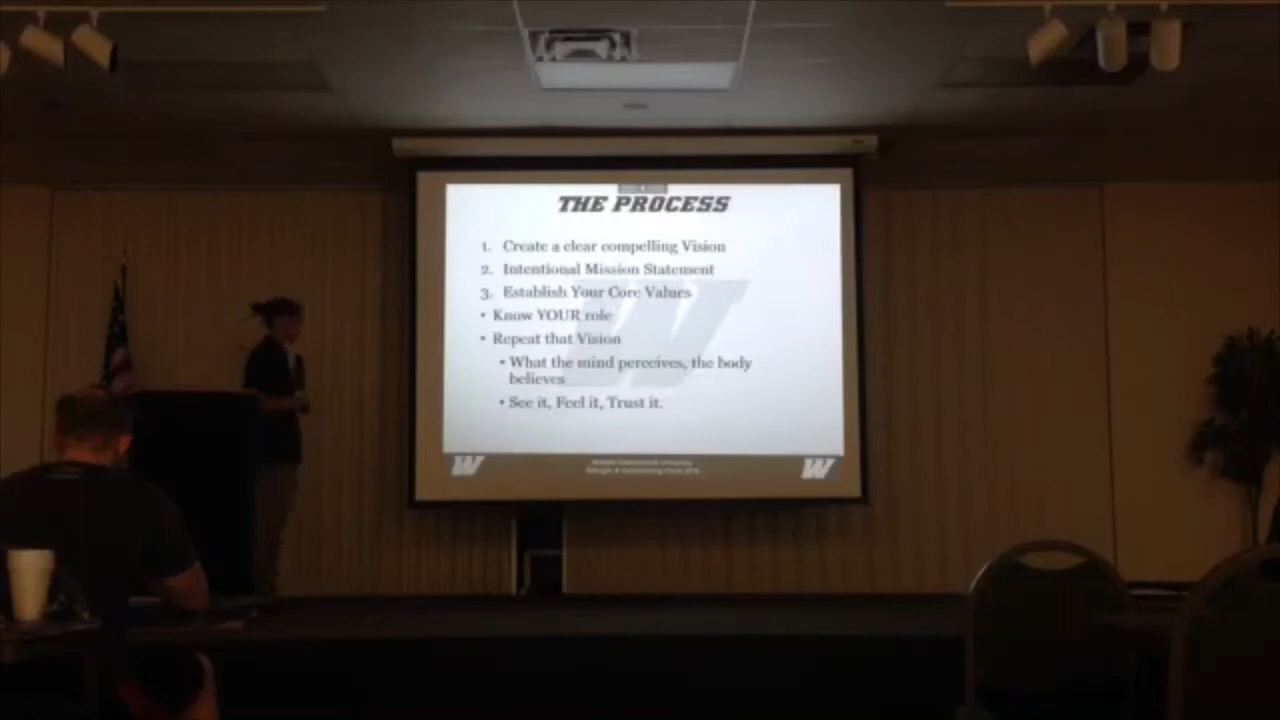 THE PROCESS
1. Create a clear compelling Vision
2. Intentional Mission Statement
3. Establish Your Core Values
• Know YOUR role
• Repeat that Vision
• What the mind perceives, the body
believes
• See it, Feel it, Trust it.
W
W W